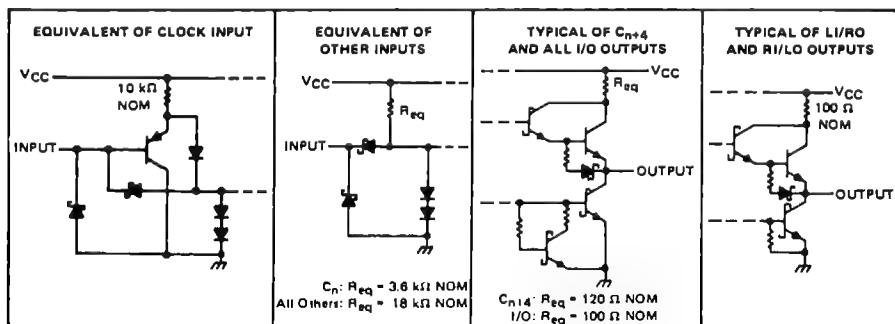 EQUIVALENT OF CLOCK INPUT
VCC
10 kΩ
NOM
INPUT
EQUIVALENT OF
OTHER INPUTS
VCC
Req
INPUT
Cn: Req = 3.6 kΩ NOM
All Others: Req = 18 kΩ NOM
TYPICAL OF Cn+4
AND ALL I/O OUTPUTS
VCC
Req
OUTPUT
Cn+4: Req = 120 Ω NOM
I/O: Req = 100 Ω NOM
TYPICAL OF LI/RO
AND RI/LO OUTPUTS
VCC
100 Ω
NOM
OUTPUT